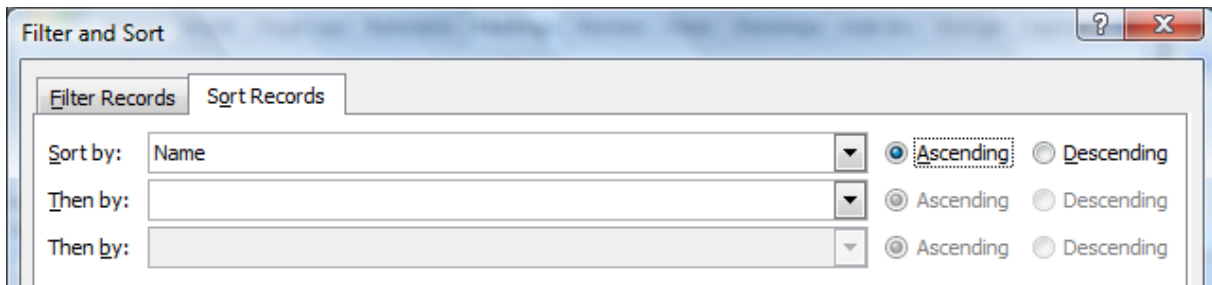 Filter and Sort
Filter Records Sort Records
Sort by: Name Ascending Descending
Then by: Ascending Descending
Then by: Ascending Descending